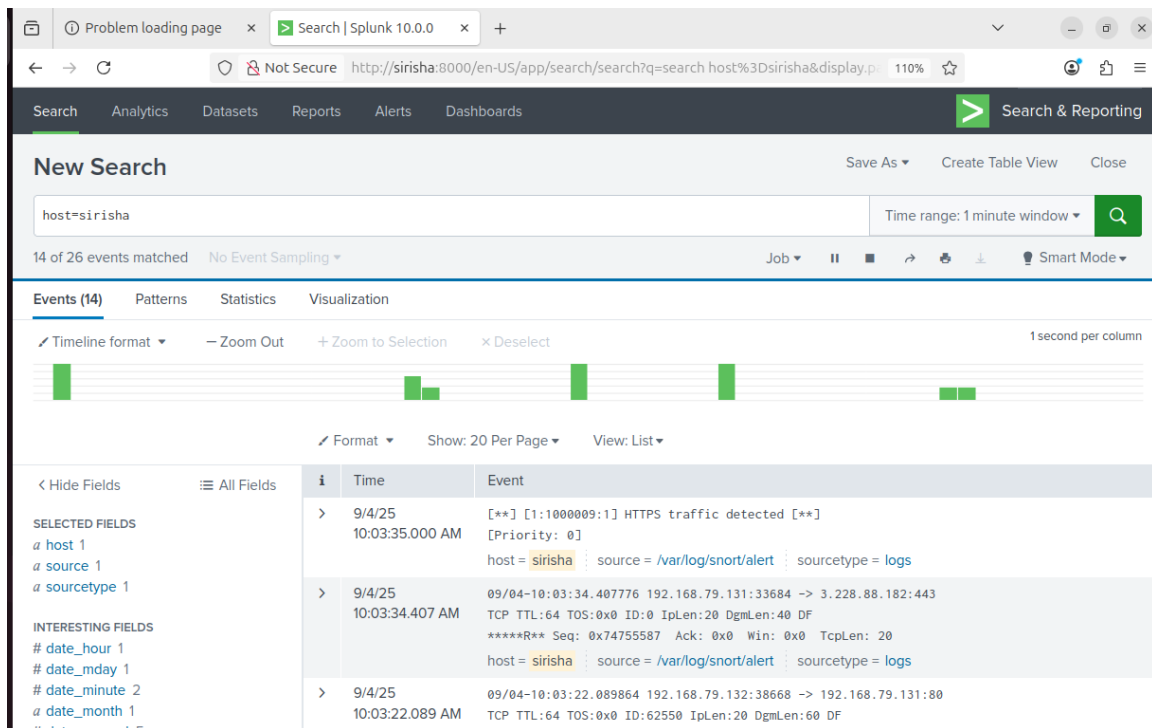 Problem loading page
Search | Splunk 10.0.0
Not Secure http://sirisha:8000/en-US/app/search/search?q=search host%3Dsirisha&display.p 110%
Search Analytics Datasets Reports Alerts Dashboards Search & Reporting
New Search Save As Create Table View Close
host=sirisha Time range: 1 minute window
14 of 26 events matched No Event Sampling Job Smart Mode
Events (14) Patterns Statistics Visualization
Timeline format — Zoom Out + Zoom to Selection × Deselect 1 second per column
Format Show: 20 Per Page View: List
< Hide Fields All Fields
SELECTED FIELDS
a host 1
a source 1
a sourcetype 1
INTERESTING FIELDS
# date_hour 1
# date_mday 1
# date_minute 2
a date_month 1
i Time Event
9/4/25 10:03:35.000 AM
[**] [1:1000009:1] HTTPS traffic detected [**]
[Priority: 0]
host = sirisha source = /var/log/snort/alert sourcetype = logs
9/4/25 10:03:34.407 AM
09/04-10:03:34.407776 192.168.79.131:33684 -> 3.228.88.182:443
TCP TTL:64 TOS:0x0 ID:0 IpLen:20 DgmLen:40 DF
*****R** Seq: 0x74755587 Ack: 0x0 Win: 0x0 TcpLen: 20
host = sirisha source = /var/log/snort/alert sourcetype = logs
9/4/25 10:03:22.089 AM
09/04-10:03:22.089864 192.168.79.132:38668 -> 192.168.79.131:80
TCP TTL:64 TOS:0x0 ID:62550 IpLen:20 DgmLen:60 DF